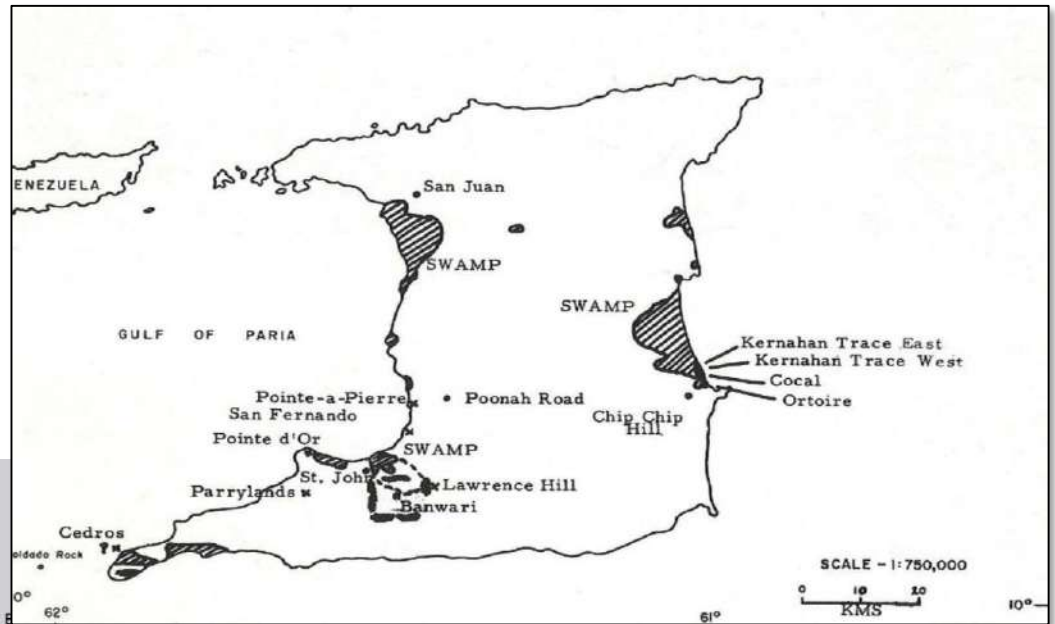 San Juan
ENEZUELA
SWAMP
SWAMP
GULF OF PARIA
Kernahan Trace East
Kernahan Trace West
Cocal
Ortoire
Pointe-a-Pierre
Poonah Road
San Fernando
Chip Chip
Hill
Pointe d'Or
SWAMP
St. John
Lawrence Hill
Parrylands
Banwari
Cedros
oldado Rock
SCALE - 1:750,000
0 10 20
KMS
0°
62°
61°
10°